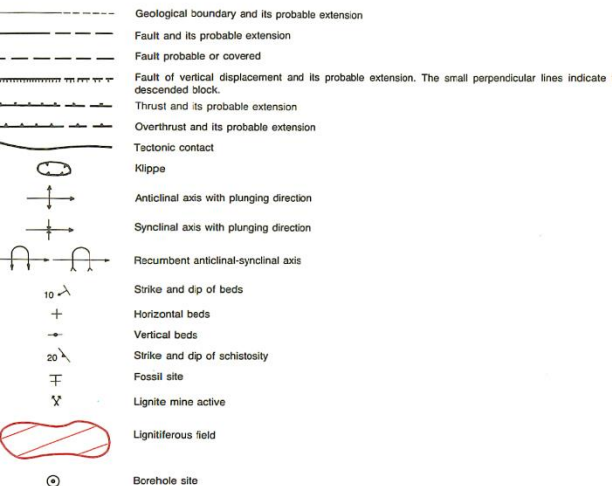 Geological boundary and its probable extension
Fault and its probable extension
Fault probable or covered
Fault of vertical displacement and its probable extension. The small perpendicular lines indicate
descended block.
Thrust and its probable extension
Overthrust and its probable extension
Tectonic contact
Klippe
Anticlinal axis with plunging direction
Synclinal axis with plunging direction
Recumbent anticlinal-synclinal axis
10 Strike and dip of beds
Horizontal beds
Vertical beds
20 Strike and dip of schistosity
Fossil site
Lignite mine active
Lignitiferous field
Borehole site